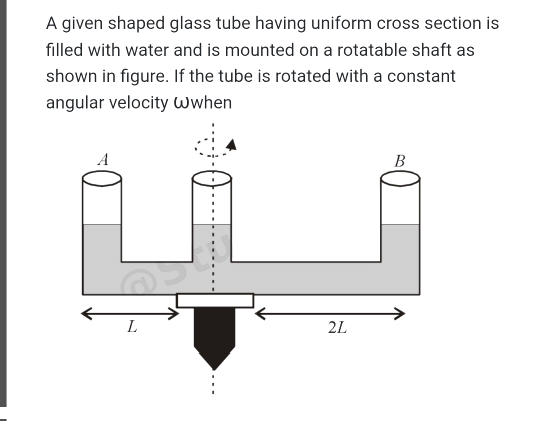 A given shaped glass tube having uniform cross section is
filled with water and is mounted on a rotatable shaft as
shown in figure. If the tube is rotated with a constant
angular velocity ωwhen
A
B
@Stu
L
2L